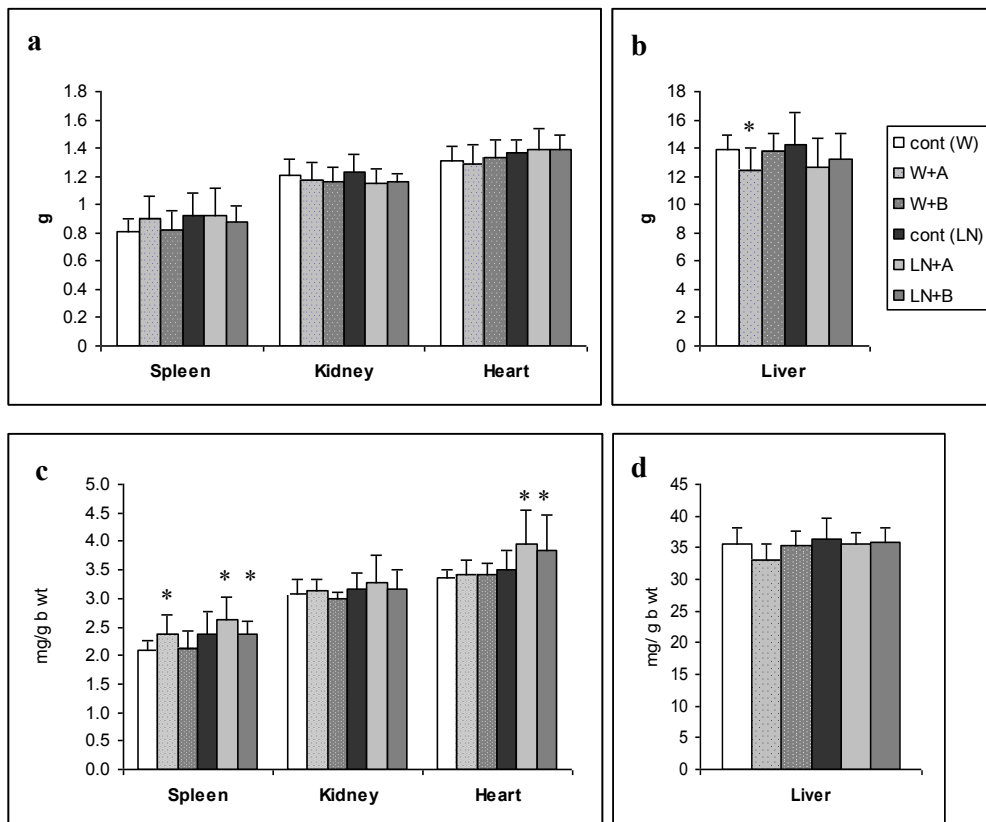 a
g
1.8
1.6
1.4
1.2
1
0.8
0.6
0.4
0.2
0
Spleen Kidney Heart
b
g
18
16
14
12
10
8
6
4
2
0
*
Liver
cont (W)
W+A
W+B
cont (LN)
LN+A
LN+B
c
mg/g b wt
5.0
4.5
4.0
3.5
3.0
2.5
2.0
1.5
1.0
0.5
0.0
* * *
* *
Spleen Kidney Heart
d
mg/ g b wt
45
40
35
30
25
20
15
10
5
0
Liver